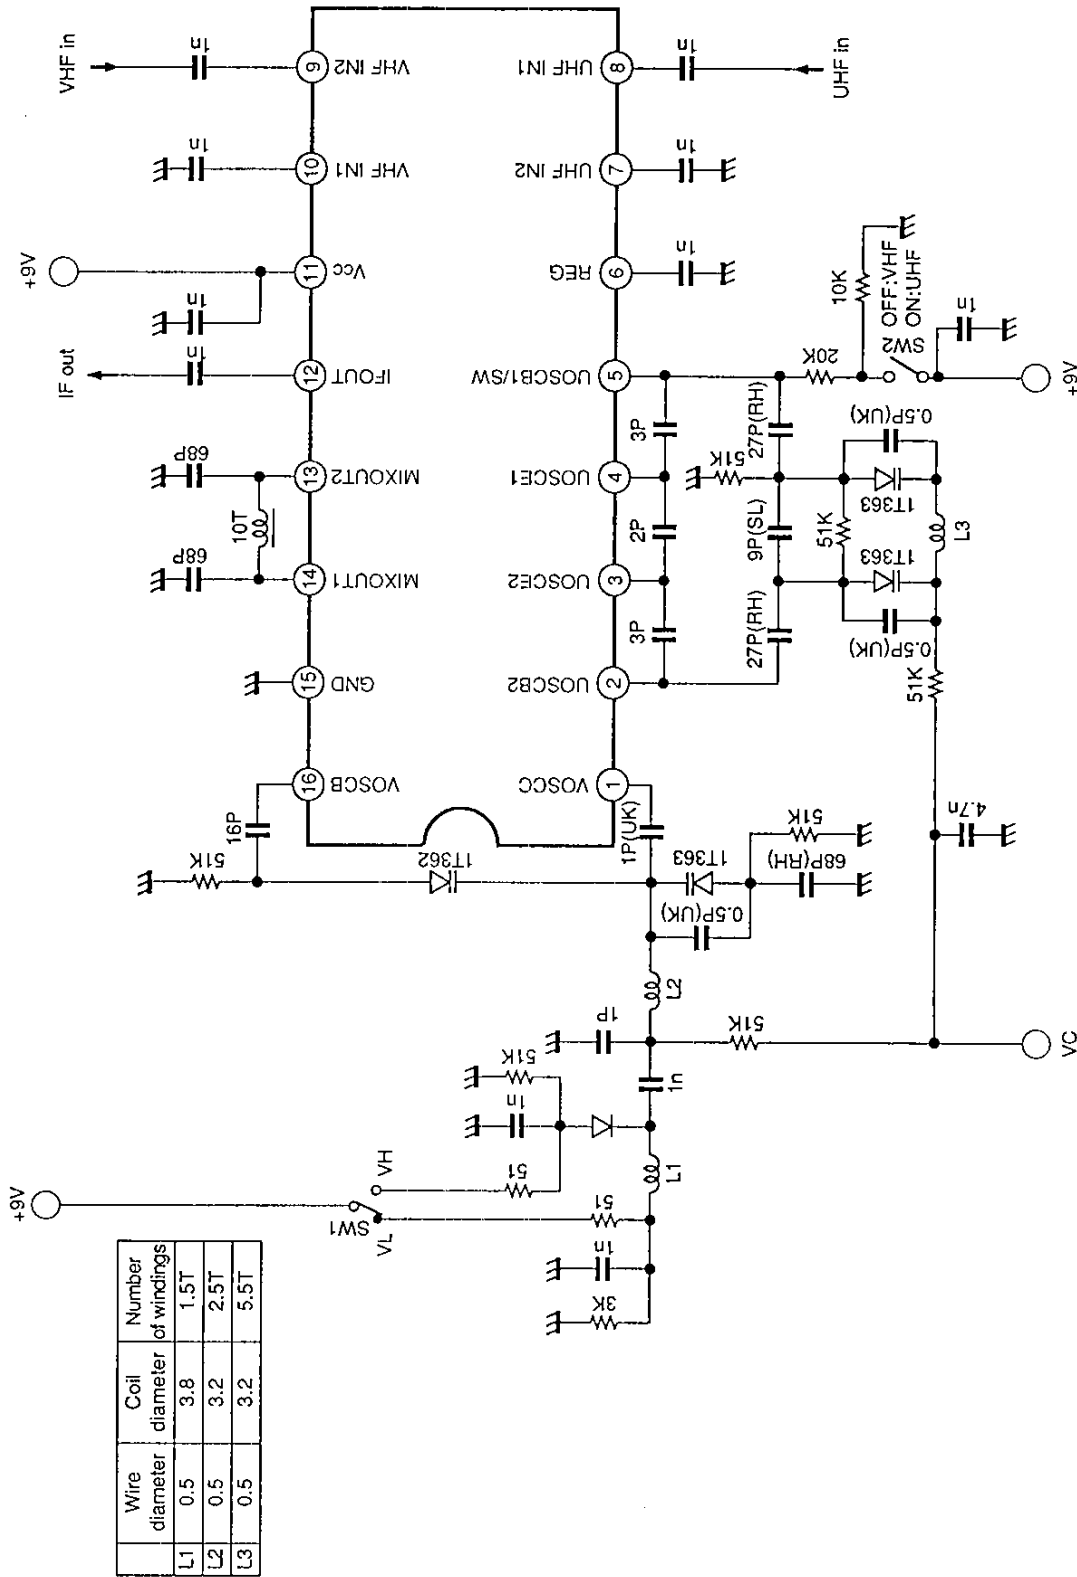 Wire diameter
Coil diameter
Number of windings
L1 0.5 3.8 1.5T
L2 0.5 3.2 2.5T
L3 0.5 3.2 5.5T
+9V
SW1
VL
VH
3K
1n
51
L1
51
1n
51K
1n
1P
L2
51K
VC
51K
16P
1T362
1P(UK)
0.5P(UK)
1T363
68P(RH)
51K
4.7n
16
VOSCB
15
GND
14
MIXOUT1
13
MIXOUT2
12
IFOUT
11
Vcc
10
VHF IN1
9
VHF IN2
1
VOSCC
2
UOSCB2
3
UOSCE2
4
UOSCE1
5
UOSCB1/SW
6
REG
7
UHF IN2
8
UHF IN1
68P
10T
68P
IF out
1n
1n
+9V
1n
VHF in
1n
3P
2P
3P
27P(RH)
9P(SL)
27P(RH)
51K
51K
51K
0.5P(UK)
1T363
1T363
0.5P(UK)
L3
20K
10K
SW2
OFF:VHF
ON:UHF
1n
+9V
1n
1n
1n
UHF in